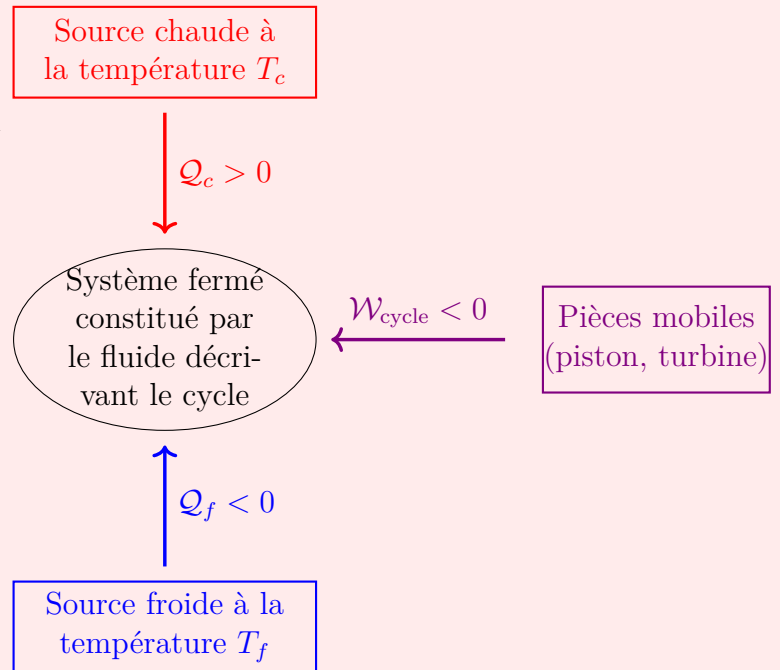 Source chaude à
la température $T_c$
$\mathcal{Q}_c > 0$
Système fermé
constitué par
le fluide décri-
vant le cycle
$\mathcal{W}_{\text{cycle}} < 0$
Pièces mobiles
(piston, turbine)
$\mathcal{Q}_f < 0$
Source froide à la
température $T_f$